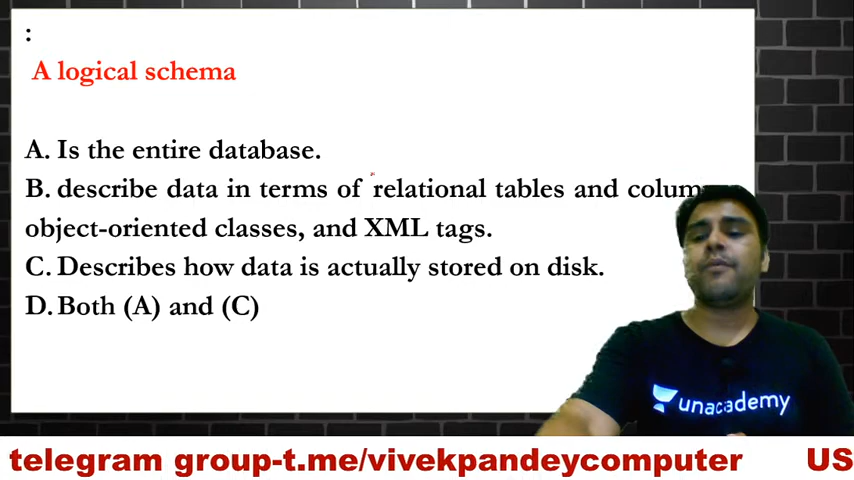 :
A logical schema
A. Is the entire database.
B. describe data in terms of relational tables and
object-oriented classes, and XML tags.
C. Describes how data is actually stored on disk.
D. Both (A) and (C)
unacademy
telegram group-t.me/vivekpandeycomputer US